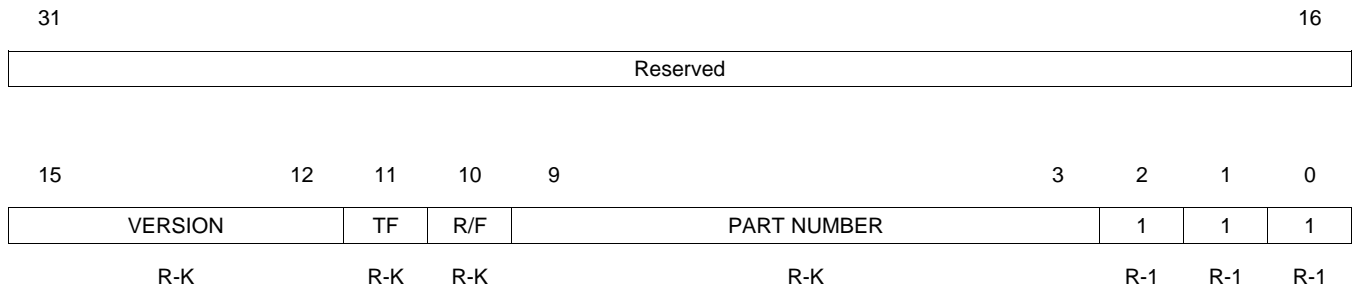 31 16
Reserved
15 12 11 10 9 3 2 1 0
VERSION TF R/F PART NUMBER 1 1 1
R-K R-K R-K R-K R-1 R-1 R-1